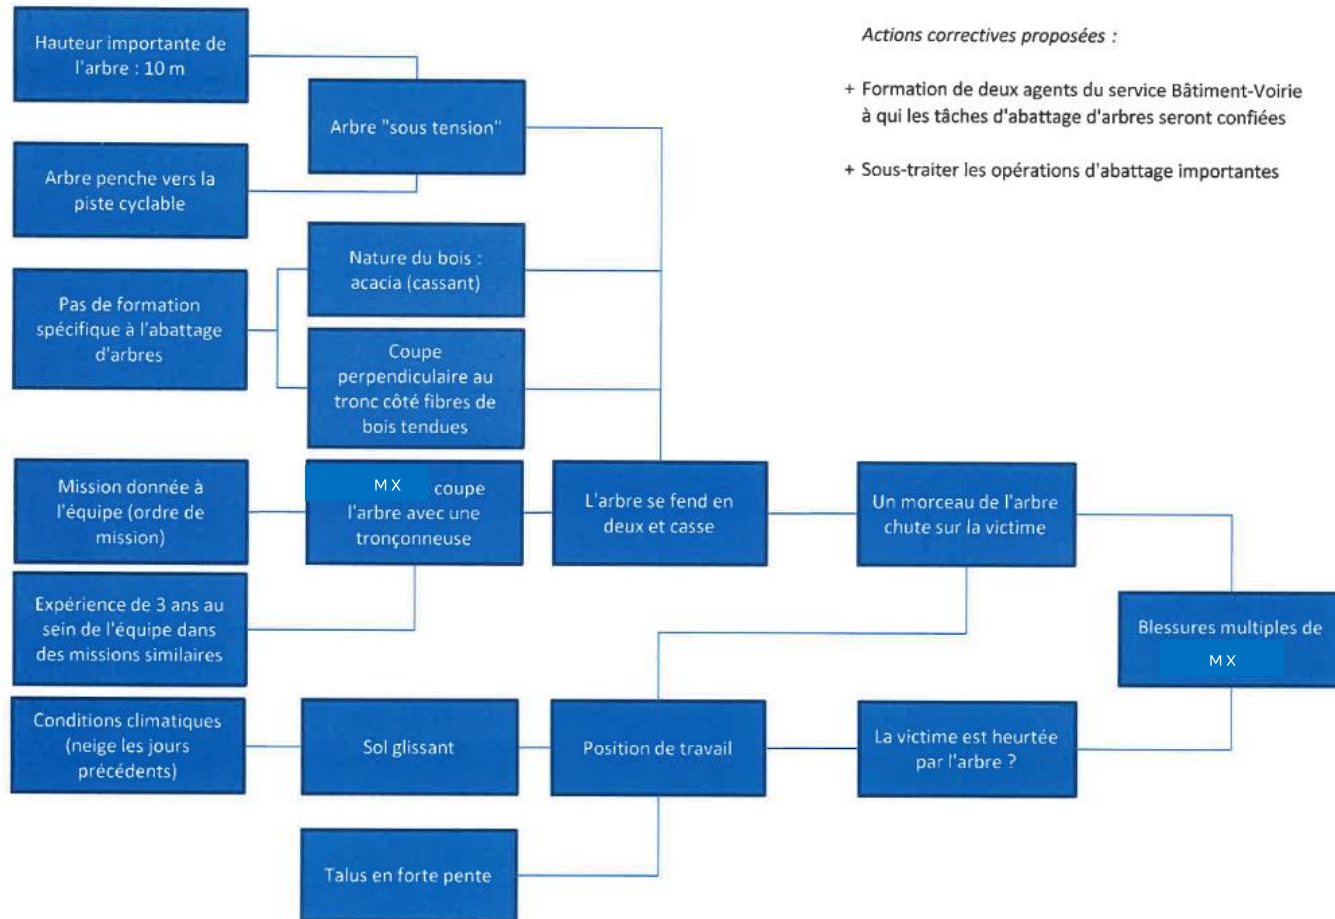 Hauteur importante de
l'arbre : 10 m
Arbre "sous tension"
Arbre penche vers la
piste cyclable
Actions correctives proposées :
+ Formation de deux agents du service Bâtiment-Voirie
à qui les tâches d'abattage d'arbres seront confiées
+ Sous-traiter les opérations d'abattage importantes
Pas de formation
spécifique à l'abattage
d'arbres
Nature du bois :
acacia (cassant)
Coupe
perpendiculaire au
tronc côté fibres de
bois tendues
Mission donnée à
l'équipe (ordre de
mission)
MX coupe
l'arbre avec une
tronçonneuse
L'arbre se fend en
deux et casse
Un morceau de l'arbre
chute sur la victime
Expérience de 3 ans au
sein de l'équipe dans
des missions similaires
Blessures multiples de
MX
Conditions climatiques
(neige les jours
précédents)
Sol glissant
Position de travail
La victime est heurtée
par l'arbre ?
Talus en forte pente